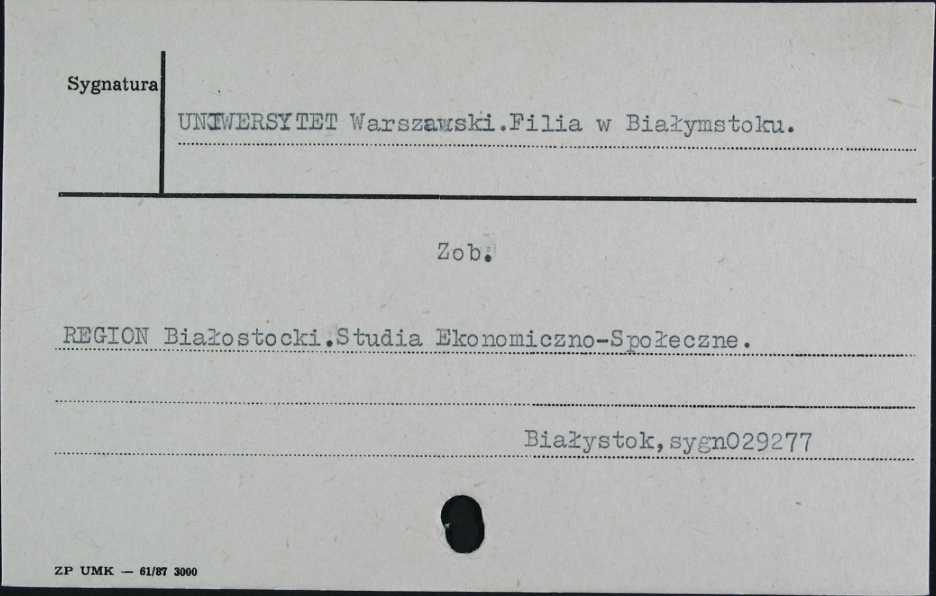 Sygnatura
UNIWERSYTET Warszawski.Filia w Białymstoku.
Zob.
REGION Białostocki.Studia Ekonomiczno-Społeczne.
Białystok,sygn029277
ZP UMK — 61/87 3000